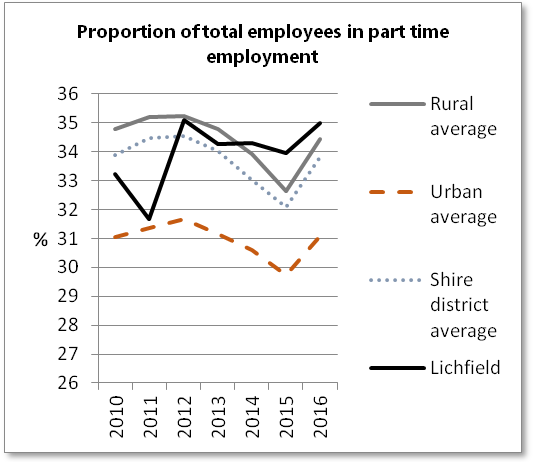 Proportion of total employees in part time
employment
36
35
34
33
32
31
30
29
28
27
26
%
2010
2011
2012
2013
2014
2015
2016
Rural
average
Urban
average
Shire
district
average
Lichfield